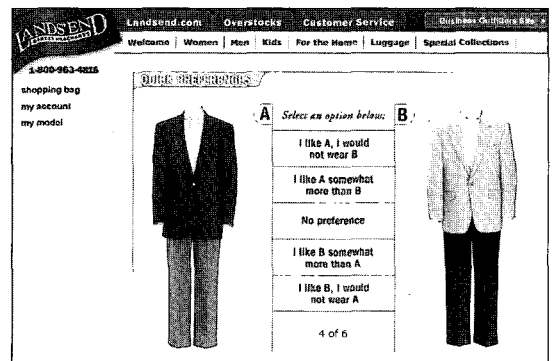 LANDS' END
DIRECT MERCHANTS
Landsend.com Overstocks Customer Service Business Outfitters Site
Welcome Women Men Kids For the Home Luggage Special Collections
1-800-963-4816
shopping bag
my account
my model
QUICK PREFERENCES
A Select an option below: B
I like A, I would
not wear B
I like A somewhat
more than B
No preference
I like B somewhat
more than A
I like B, I would
not wear A
4 of 6